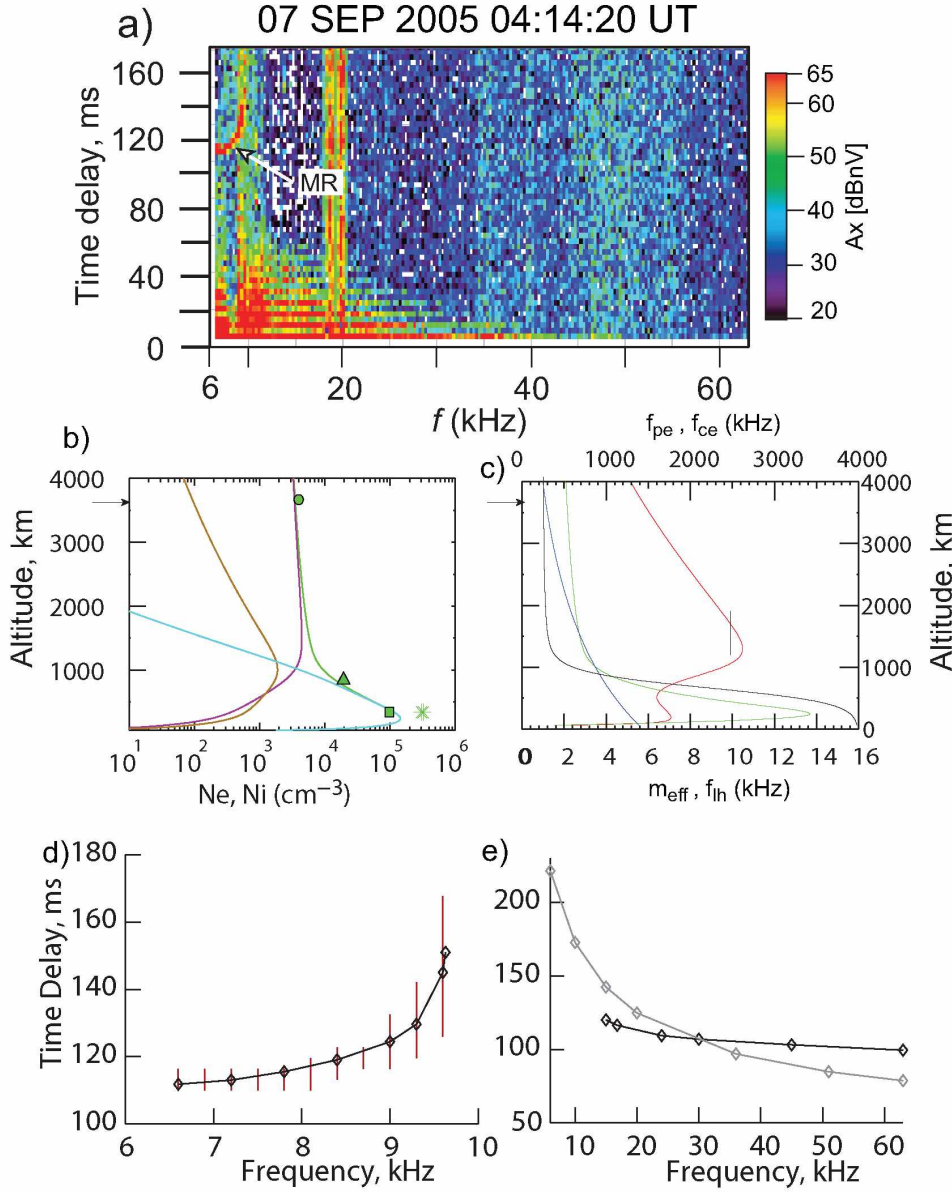 07 SEP 2005 04:14:20 UT
a)
160
120
80
40
0
Time delay, ms
MR
6 20 40 60
f (kHz)
65
60
50
40
30
20
Ax [dBnV]
b)
4000
3000
2000
1000
Altitude, km
10^1 10^2 10^3 10^4 10^5 10^6
Ne, Ni (cm^−3)
c)
f_pe , f_ce (kHz)
0 1000 2000 3000 4000
4000
3000
2000
1000
0
Altitude, km
0 2 4 6 8 10 12 14 16
m_eff , f_lh (kHz)
d)
180
160
140
120
100
Time Delay, ms
6 7 8 9 10
Frequency, kHz
e)
200
150
100
50
10 20 30 40 50 60
Frequency, kHz